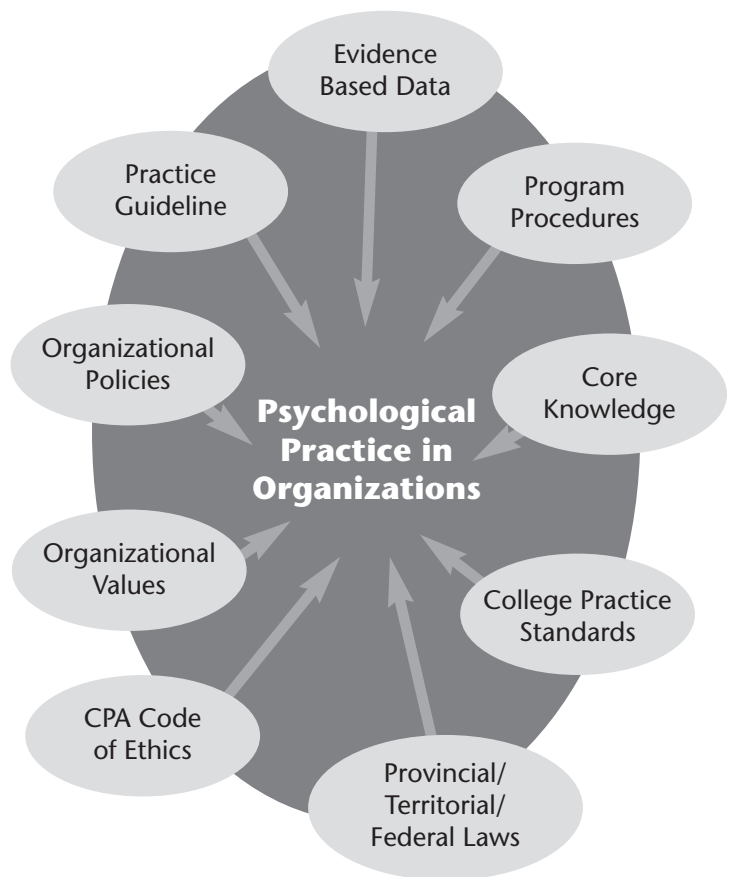 Evidence
Based Data
Practice
Guideline
Program
Procedures
Organizational
Policies
Core
Knowledge
Psychological
Practice in
Organizations
Organizational
Values
College Practice
Standards
CPA Code
of Ethics
Provincial/
Territorial/
Federal Laws